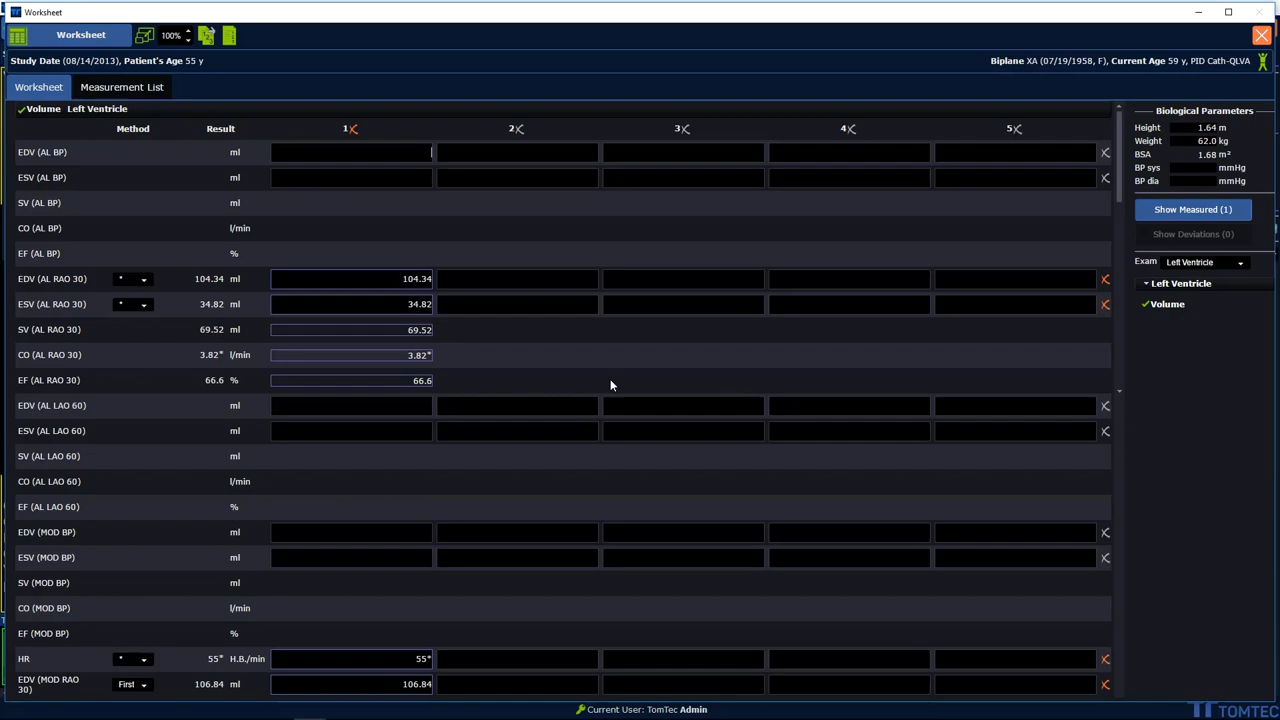 Worksheet
Worksheet 100%
Study Date (08/14/2013), Patient's Age 55 y Biplane XA (07/19/1958, F), Current Age 59 y, PID Cath-QLVA
Worksheet Measurement List
Volume Left Ventricle
Method Result 1 2 3 4 5
EDV (AL BP) ml
ESV (AL BP) ml
SV (AL BP) ml
CO (AL BP) l/min
EF (AL BP) %
EDV (AL RAO 30) * 104.34 ml 104.34
ESV (AL RAO 30) * 34.82 ml 34.82
SV (AL RAO 30) 69.52 ml 69.52
CO (AL RAO 30) 3.82* l/min 3.82*
EF (AL RAO 30) 66.6 % 66.6
EDV (AL LAO 60) ml
ESV (AL LAO 60) ml
SV (AL LAO 60) ml
CO (AL LAO 60) l/min
EF (AL LAO 60) %
EDV (MOD BP) ml
ESV (MOD BP) ml
SV (MOD BP) ml
CO (MOD BP) l/min
EF (MOD BP) %
HR * 55* H.B./min 55*
EDV (MOD RAO
30) First 106.84 ml 106.84
Biological Parameters
Height 1.64 m
Weight 62.0 kg
BSA 1.68 m²
BP sys mmHg
BP dia mmHg
Show Measured (1)
Show Deviations (0)
Exam Left Ventricle
Left Ventricle
Volume
Current User: TomTec Admin
TOMTEC